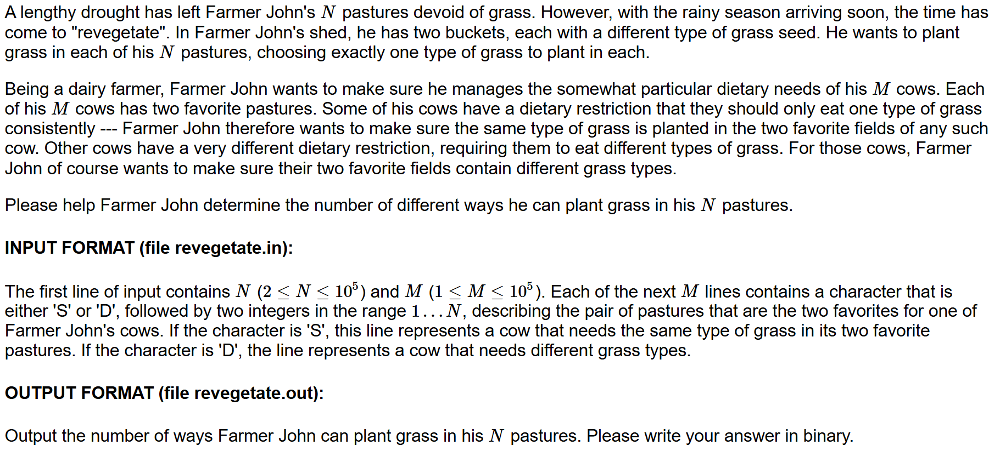 A lengthy drought has left Farmer John's N pastures devoid of grass. However, with the rainy season arriving soon, the time has
come to "revegetate". In Farmer John's shed, he has two buckets, each with a different type of grass seed. He wants to plant
grass in each of his N pastures, choosing exactly one type of grass to plant in each.
Being a dairy farmer, Farmer John wants to make sure he manages the somewhat particular dietary needs of his M cows. Each
of his M cows has two favorite pastures. Some of his cows have a dietary restriction that they should only eat one type of grass
consistently --- Farmer John therefore wants to make sure the same type of grass is planted in the two favorite fields of any such
cow. Other cows have a very different dietary restriction, requiring them to eat different types of grass. For those cows, Farmer
John of course wants to make sure their two favorite fields contain different grass types.
Please help Farmer John determine the number of different ways he can plant grass in his N pastures.
INPUT FORMAT (file revegetate.in):
The first line of input contains N (2 ≤ N ≤ 10⁵) and M (1 ≤ M ≤ 10⁵). Each of the next M lines contains a character that is
either 'S' or 'D', followed by two integers in the range 1...N, describing the pair of pastures that are the two favorites for one of
Farmer John's cows. If the character is 'S', this line represents a cow that needs the same type of grass in its two favorite
pastures. If the character is 'D', the line represents a cow that needs different grass types.
OUTPUT FORMAT (file revegetate.out):
Output the number of ways Farmer John can plant grass in his N pastures. Please write your answer in binary.